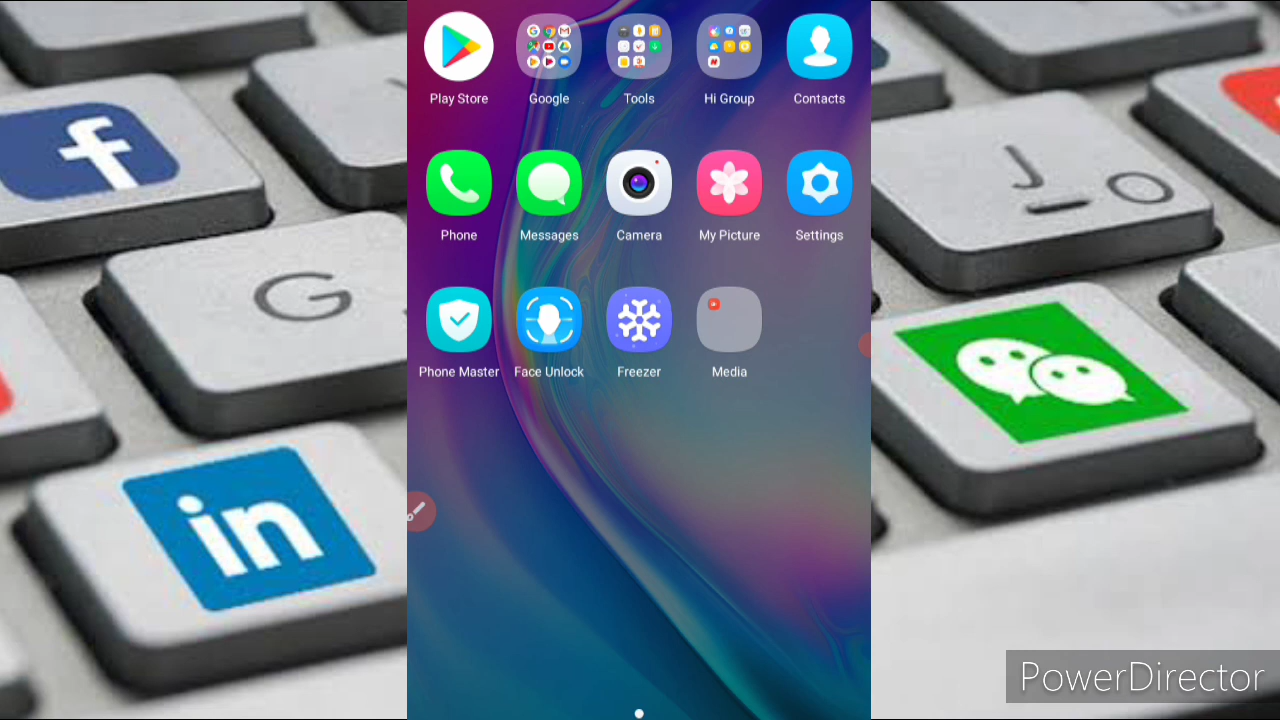 Play Store
Google
Tools
Hi Group
Contacts
Phone
Messages
Camera
My Picture
Settings
Phone Master
Face Unlock
Freezer
Media
f
G
in
J
PowerDirector